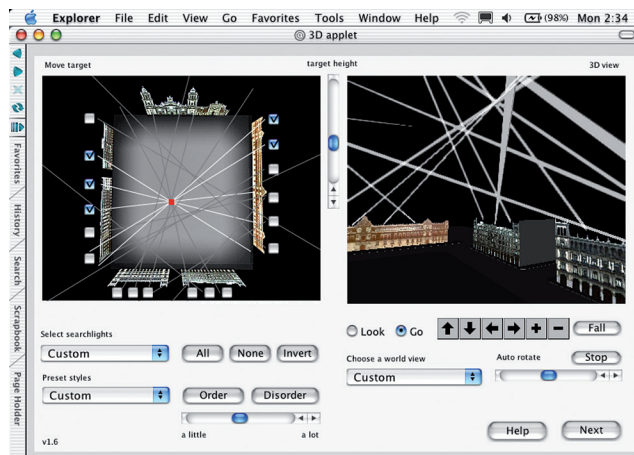 Explorer File Edit View Go Favorites Tools Window Help (98%) Mon 2:34
@ 3D applet
Move target
target height
3D view
Favorites
History
Search
Scrapbook
Page Holder
Select searchlights
Custom
All
None
Invert
Preset styles
Custom
Order
Disorder
a little
a lot
v1.6
Look
Go
Fall
Choose a world view
Custom
Auto rotate
Stop
Help
Next